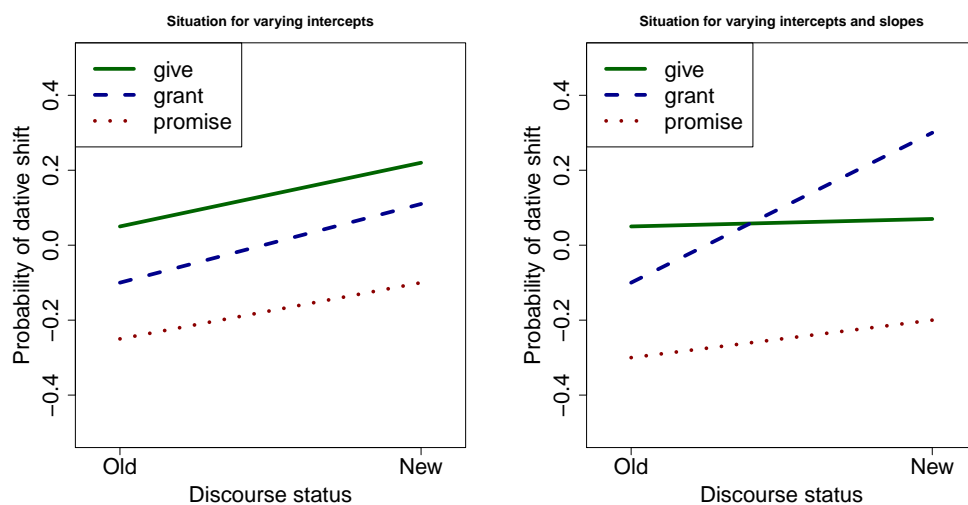 Situation for varying intercepts
give
grant
promise
Probability of dative shift
0.4
0.2
0.0
−0.2
−0.4
Old
New
Discourse status
Situation for varying intercepts and slopes
give
grant
promise
Probability of dative shift
0.4
0.2
0.0
−0.2
−0.4
Old
New
Discourse status